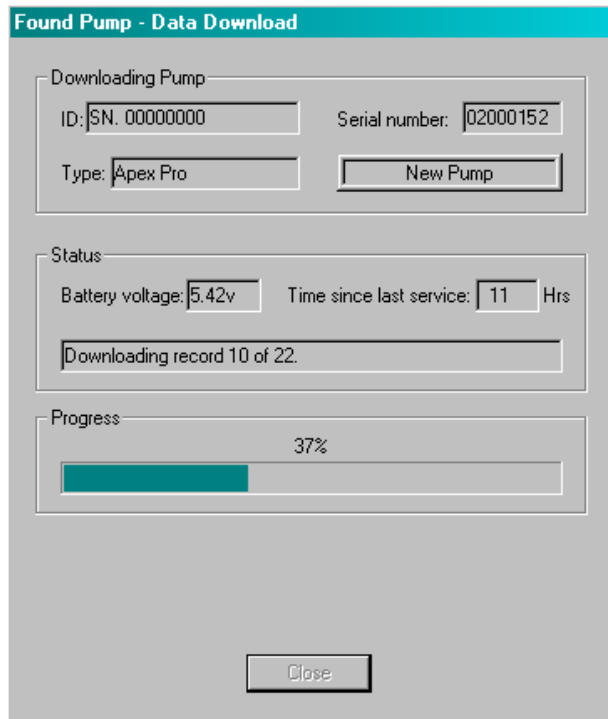 Found Pump - Data Download
Downloading Pump
ID: SN. 00000000 Serial number: 02000152
Type: Apex Pro New Pump
Status
Battery voltage: 5.42v Time since last service: 11 Hrs
Downloading record 10 of 22.
Progress
37%
Close